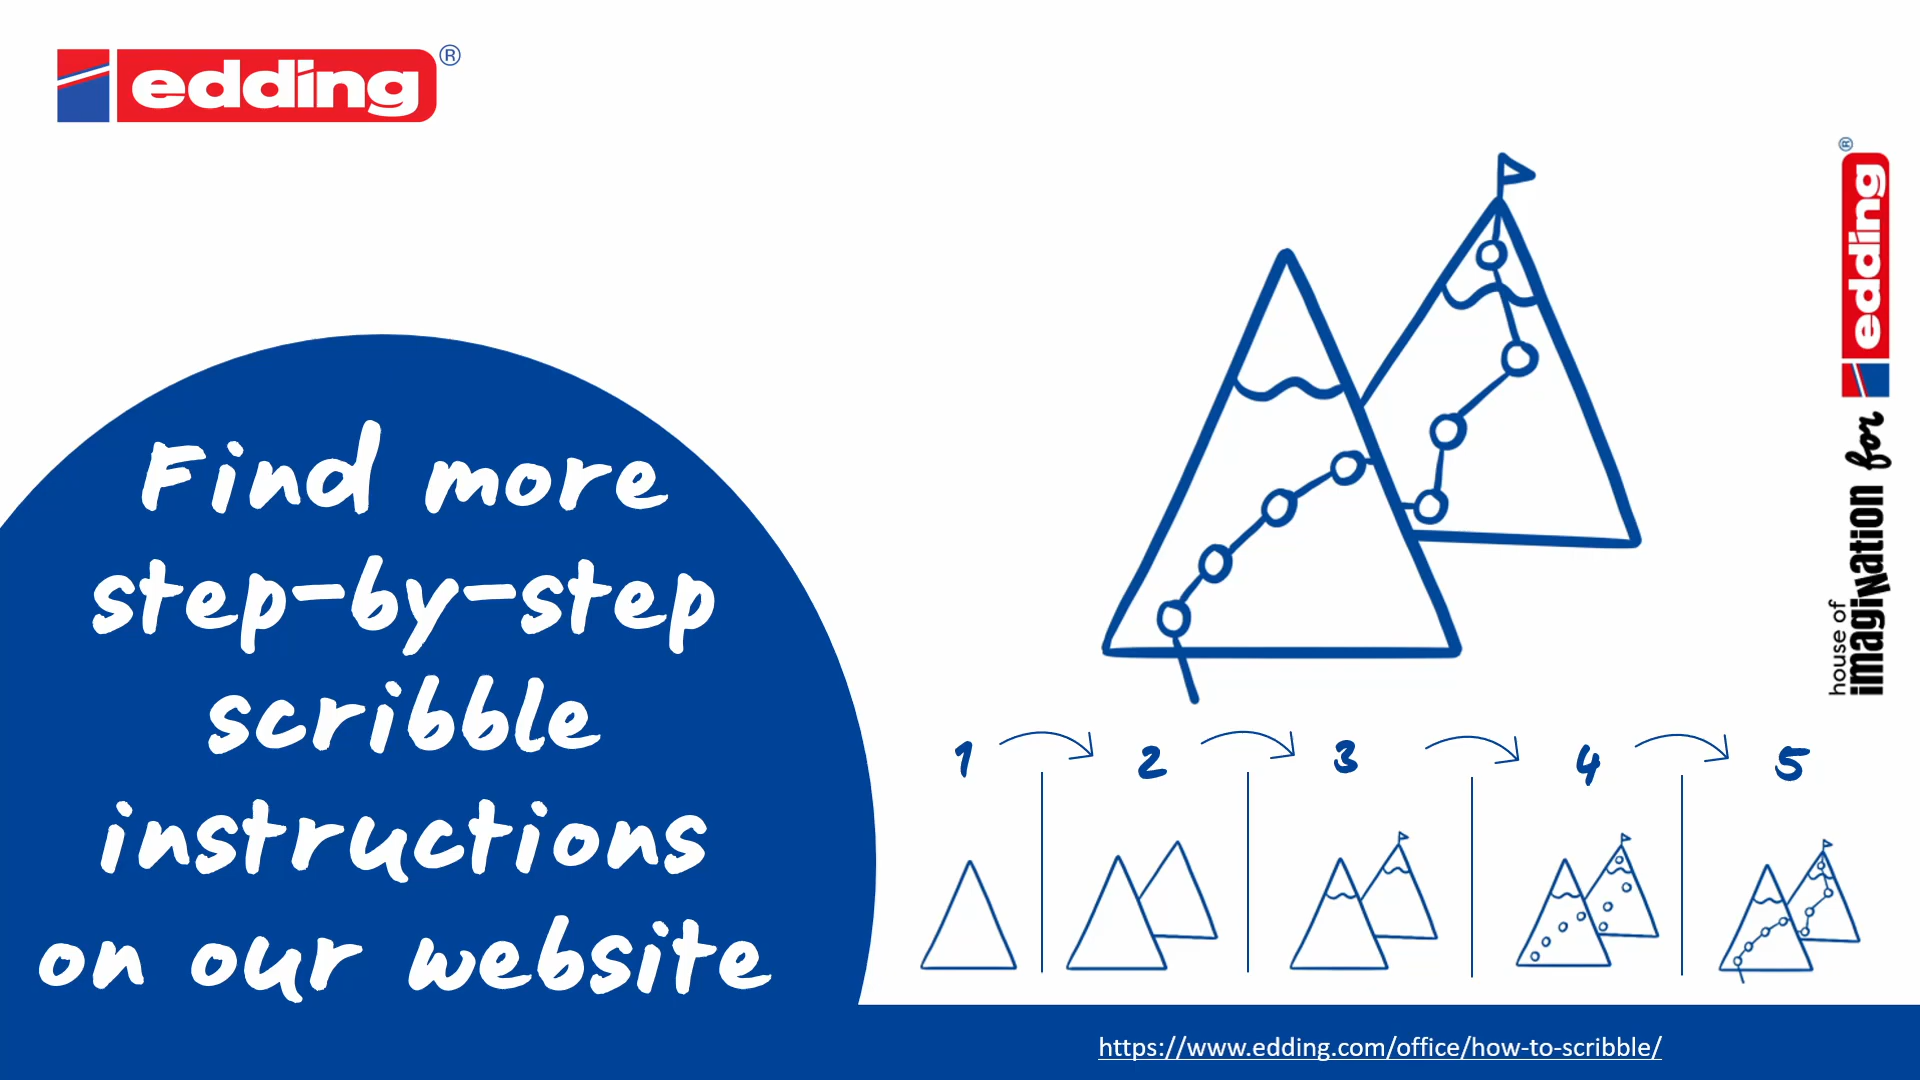 edding®
Find more
step-by-step
scribble
instructions
on our website
1
2
3
4
5
https://www.edding.com/office/how-to-scribble/
house of
imagiNation for edding®